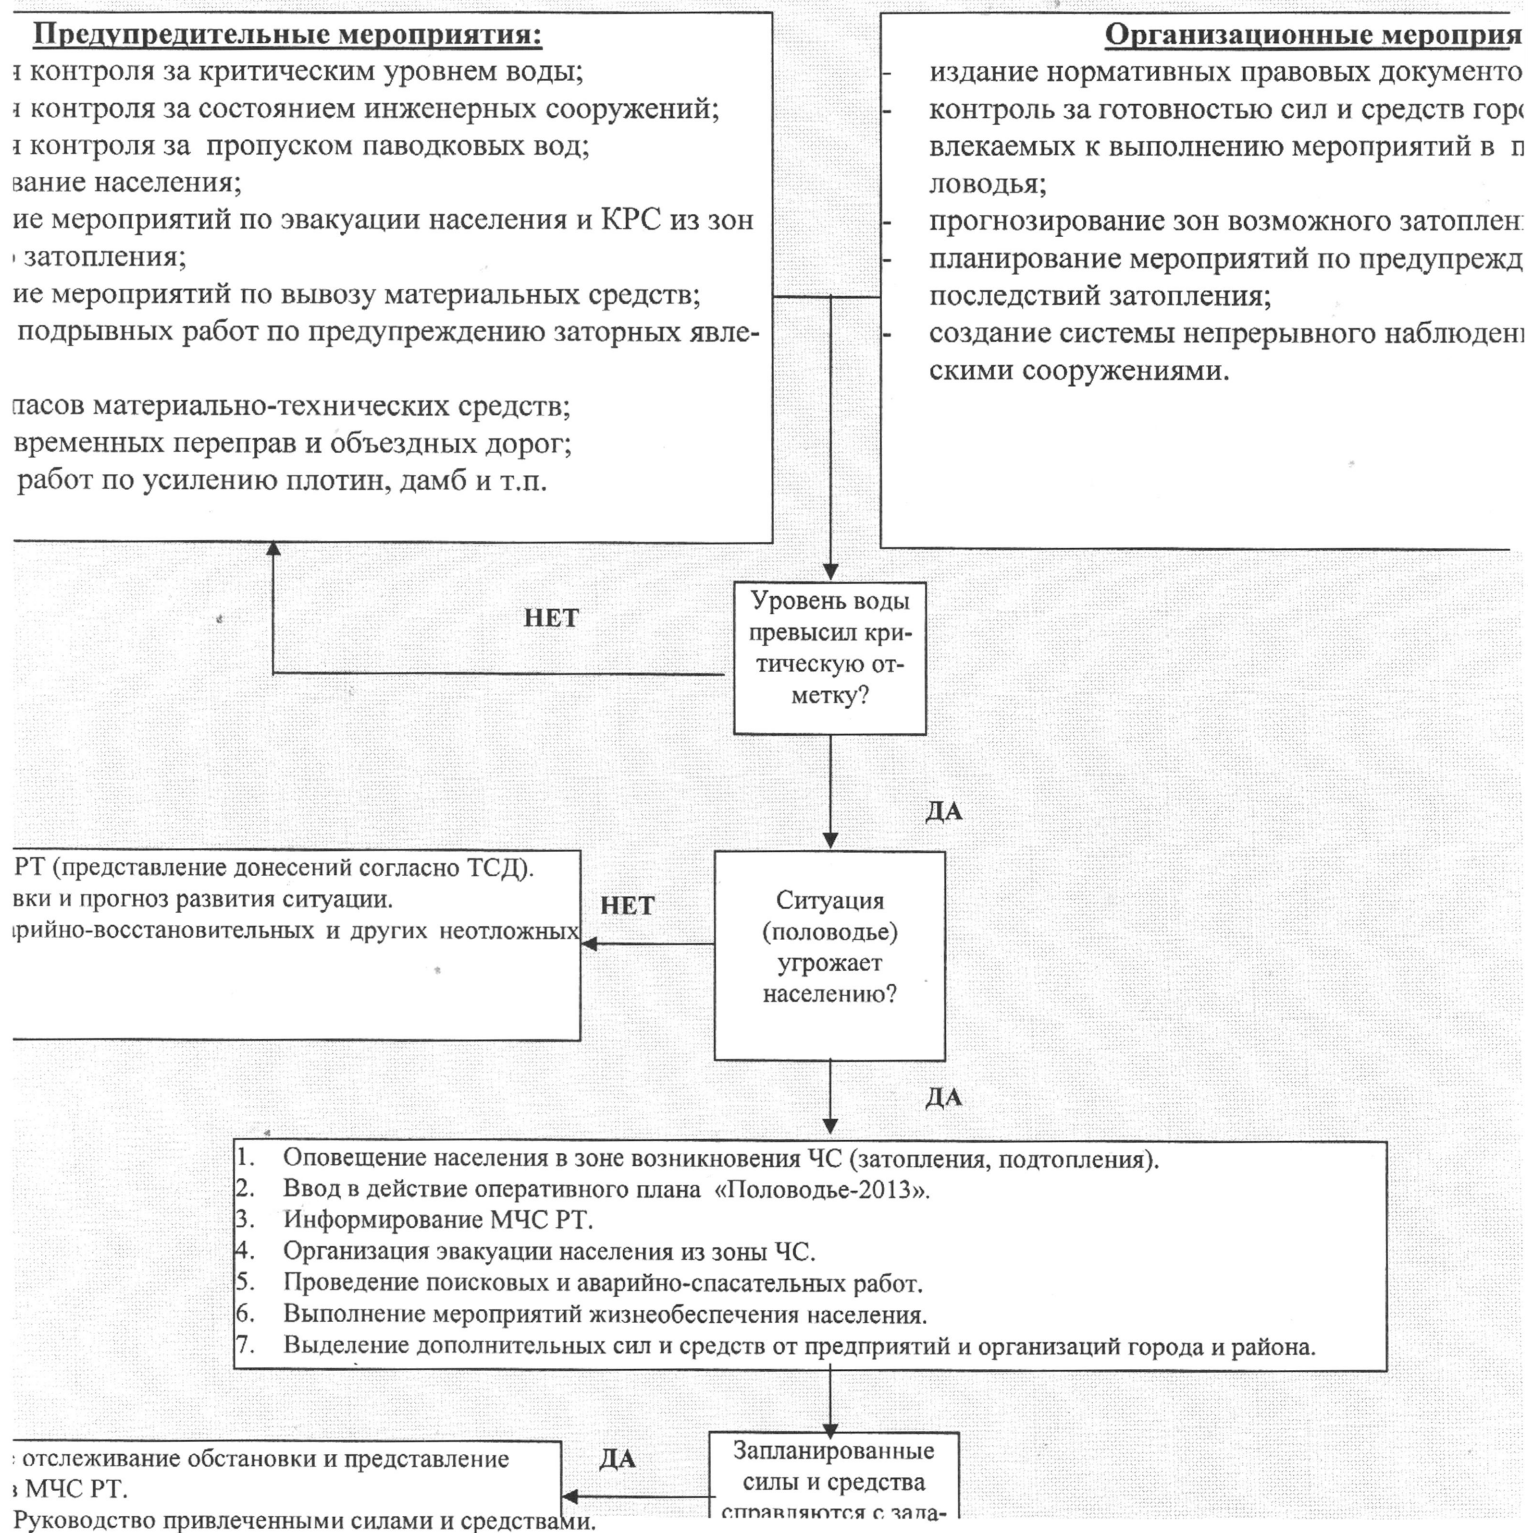 Предупредительные мероприятия:
контроля за критическим уровнем воды;
контроля за состоянием инженерных сооружений;
контроля за пропуском паводковых вод;
вание населения;
ие мероприятий по эвакуации населения и КРС из зон
затопления;
ие мероприятий по вывозу материальных средств;
подрывных работ по предупреждению заторных явле-
пасов материально-технических средств;
временных переправ и объездных дорог;
работ по усилению плотин, дамб и т.п.
Организационные мероприя
- издание нормативных правовых документо
- контроль за готовностью сил и средств горо
влекаемых к выполнению мероприятий в п
ловодья;
- прогнозирование зон возможного затоплен
- планирование мероприятий по предупрежд
последствий затопления;
- создание системы непрерывного наблюден
скими сооружениями.
НЕТ
Уровень воды
превысил кри-
тическую от-
метку?
ДА
РТ (представление донесений согласно ТСД).
вки и прогноз развития ситуации.
арийно-восстановительных и других неотложных
НЕТ
Ситуация
(половодье)
угрожает
населению?
ДА
1. Оповещение населения в зоне возникновения ЧС (затопления, подтопления).
2. Ввод в действие оперативного плана «Половодье-2013».
3. Информирование МЧС РТ.
4. Организация эвакуации населения из зоны ЧС.
5. Проведение поисковых и аварийно-спасательных работ.
6. Выполнение мероприятий жизнеобеспечения населения.
7. Выделение дополнительных сил и средств от предприятий и организаций города и района.
отслеживание обстановки и представление
в МЧС РТ.
Руководство привлеченными силами и средствами.
ДА
Запланированные
силы и средства
справляются с зада-